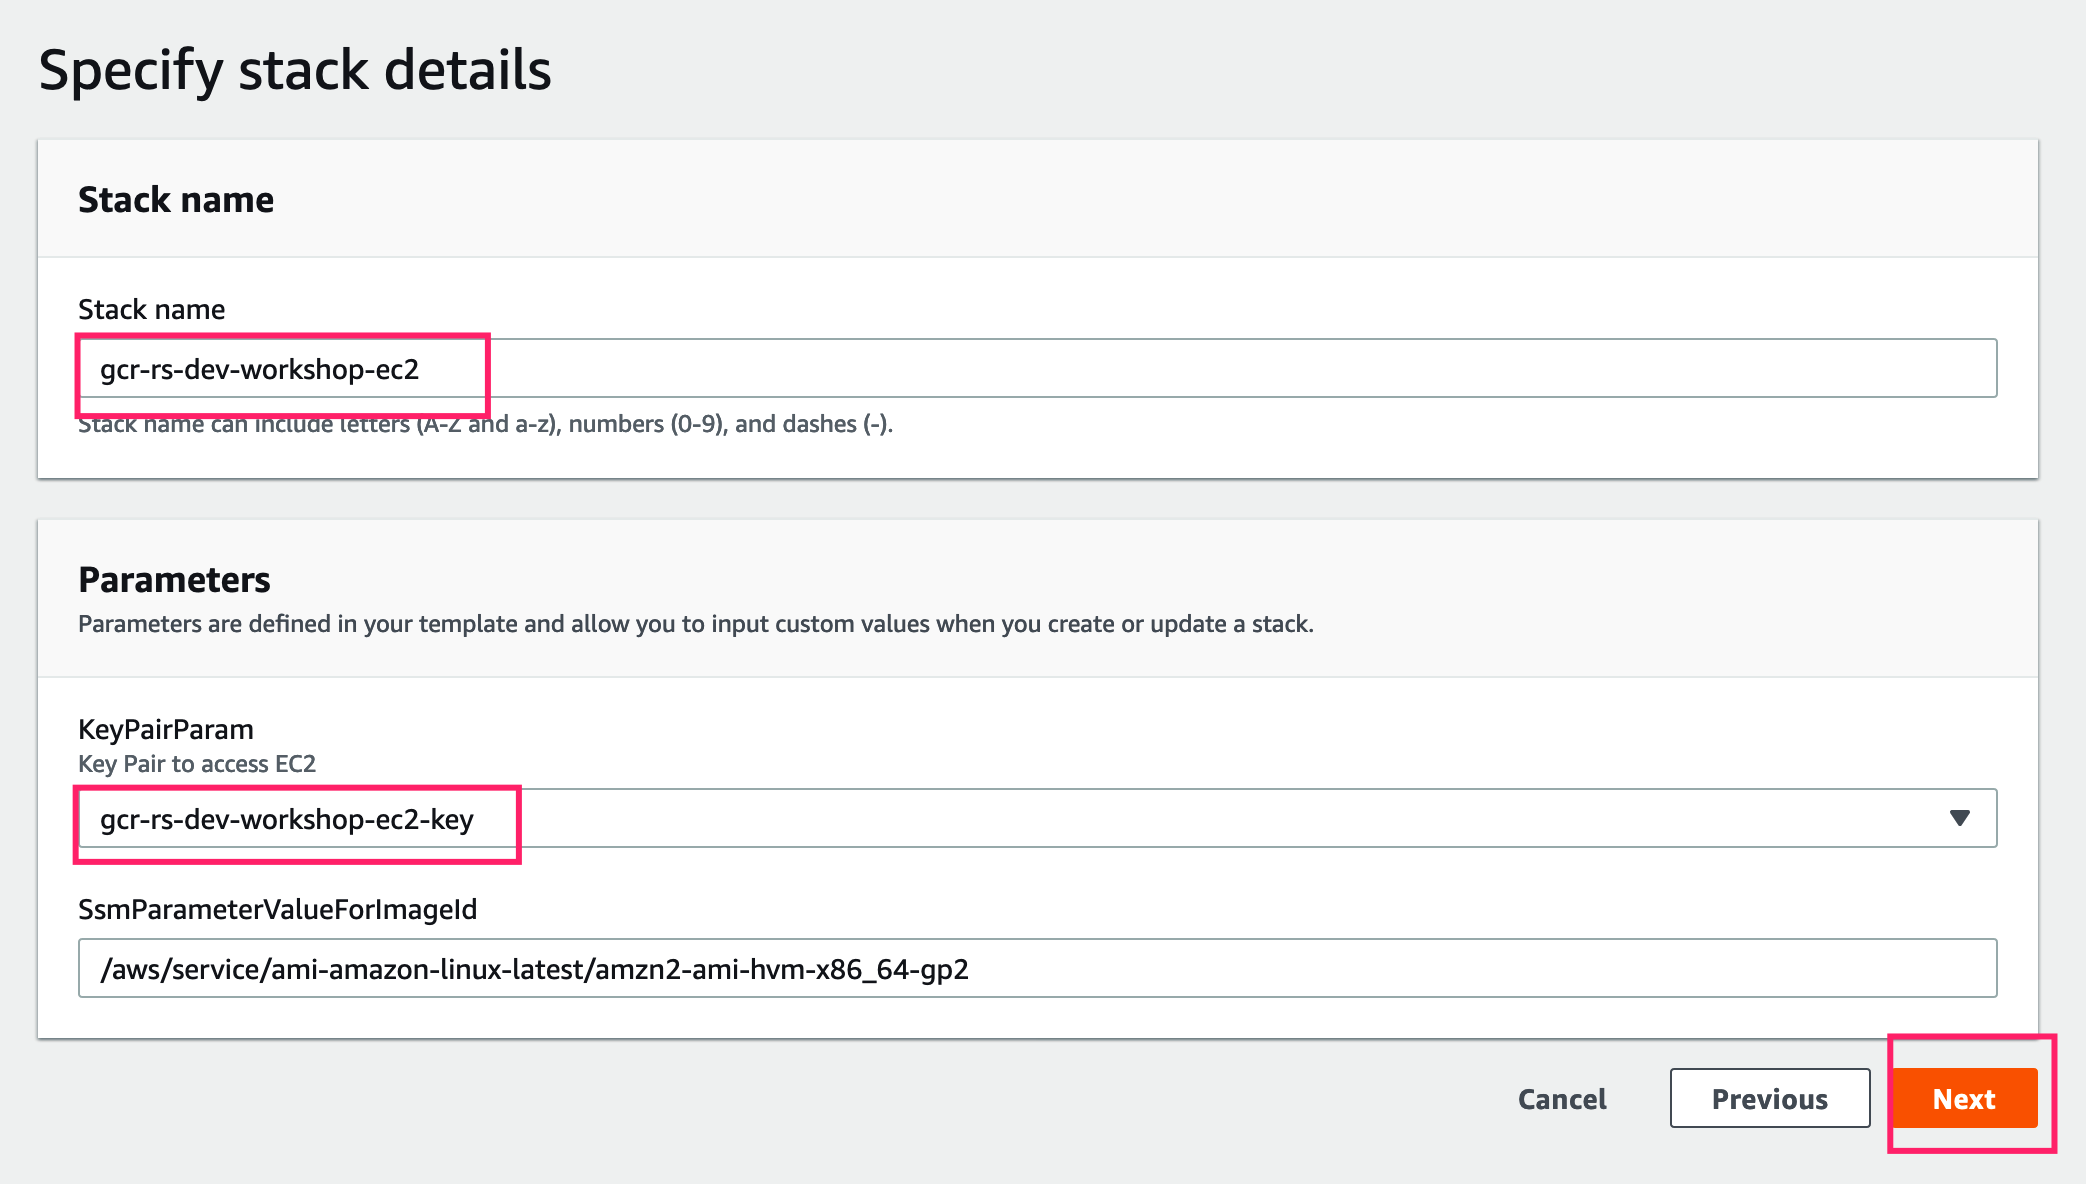 Specify stack details
Stack name
Stack name
gcr-rs-dev-workshop-ec2
Stack name can include letters (A-Z and a-z), numbers (0-9), and dashes (-).
Parameters
Parameters are defined in your template and allow you to input custom values when you create or update a stack.
KeyPairParam
Key Pair to access EC2
gcr-rs-dev-workshop-ec2-key
SsmParameterValueForImageId
/aws/service/ami-amazon-linux-latest/amzn2-ami-hvm-x86_64-gp2
Cancel Previous Next